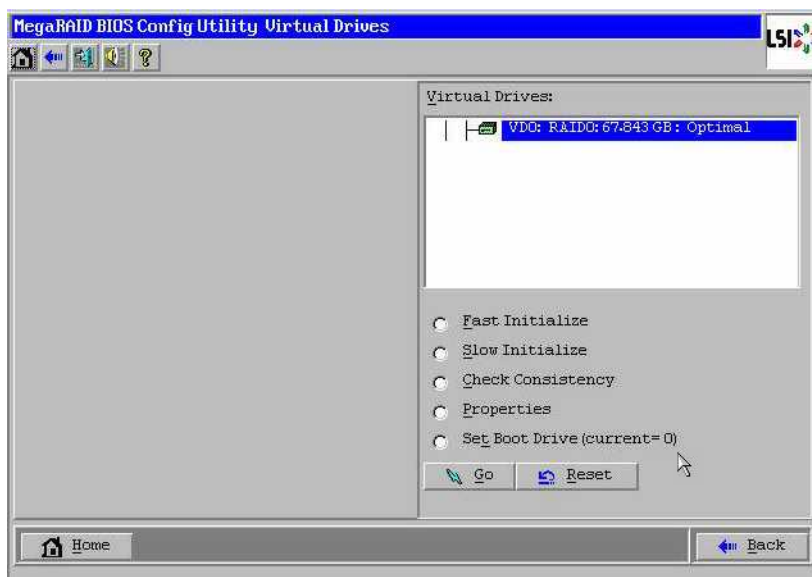 MegaRAID BIOS Config Utility Virtual Drives
LSI
Virtual Drives:
VD0: RAID0: 67.843 GB: Optimal
Fast Initialize
Slow Initialize
Check Consistency
Properties
Set Boot Drive (current= 0)
Go
Reset
Home
Back